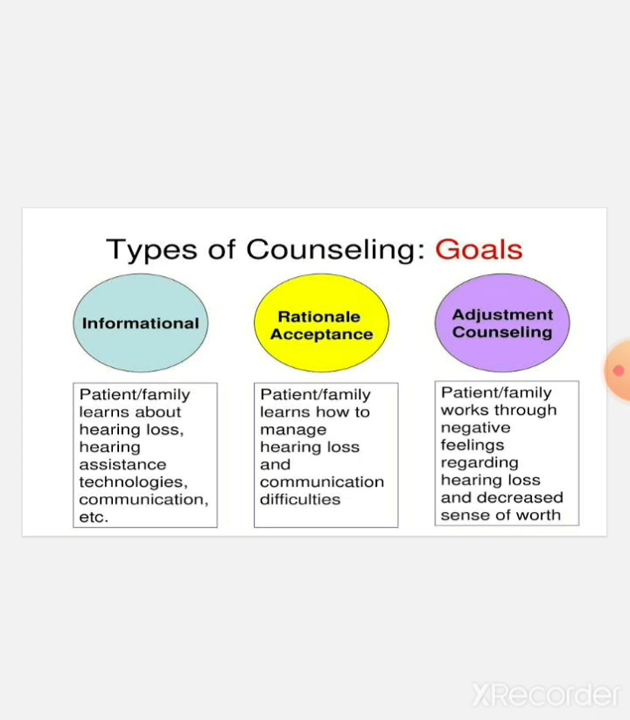 Types of Counseling: Goals
Informational
Rationale
Acceptance
Adjustment
Counseling
Patient/family
learns about
hearing loss,
hearing
assistance
technologies,
communication,
etc.
Patient/family
learns how to
manage
hearing loss
and
communication
difficulties
Patient/family
works through
negative
feelings
regarding
hearing loss
and decreased
sense of worth
XRecorder